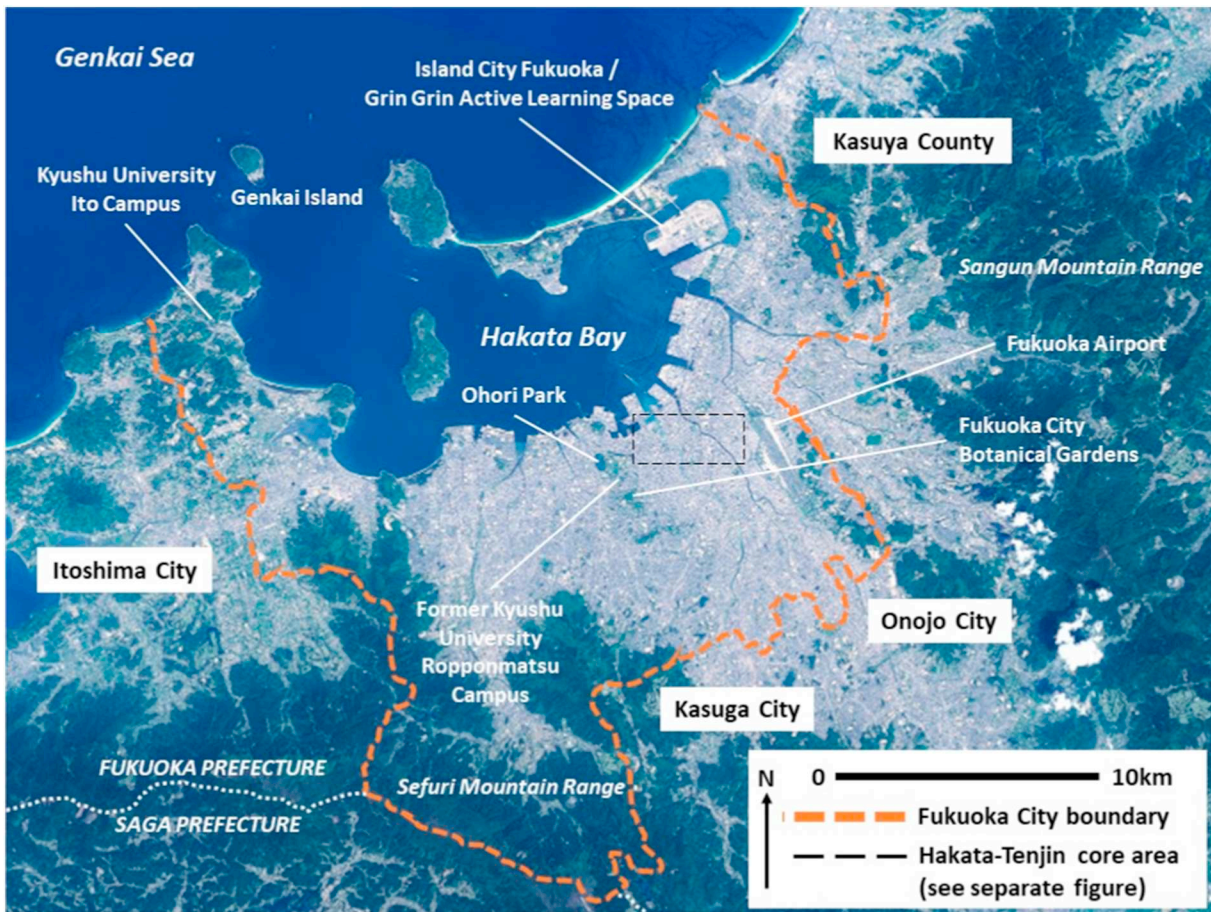 Genkai Sea
Island City Fukuoka /
Grin Grin Active Learning Space
Kasuya County
Kyushu University
Ito Campus
Genkai Island
Sangun Mountain Range
Hakata Bay
Fukuoka Airport
Ohori Park
Fukuoka City
Botanical Gardens
Itoshima City
Former Kyushu
University
Ropponmatsu
Campus
Onojo City
Kasuga City
FUKUOKA PREFECTURE
SAGA PREFECTURE
Sefuri Mountain Range
N
0
10km
Fukuoka City boundary
Hakata-Tenjin core area
(see separate figure)